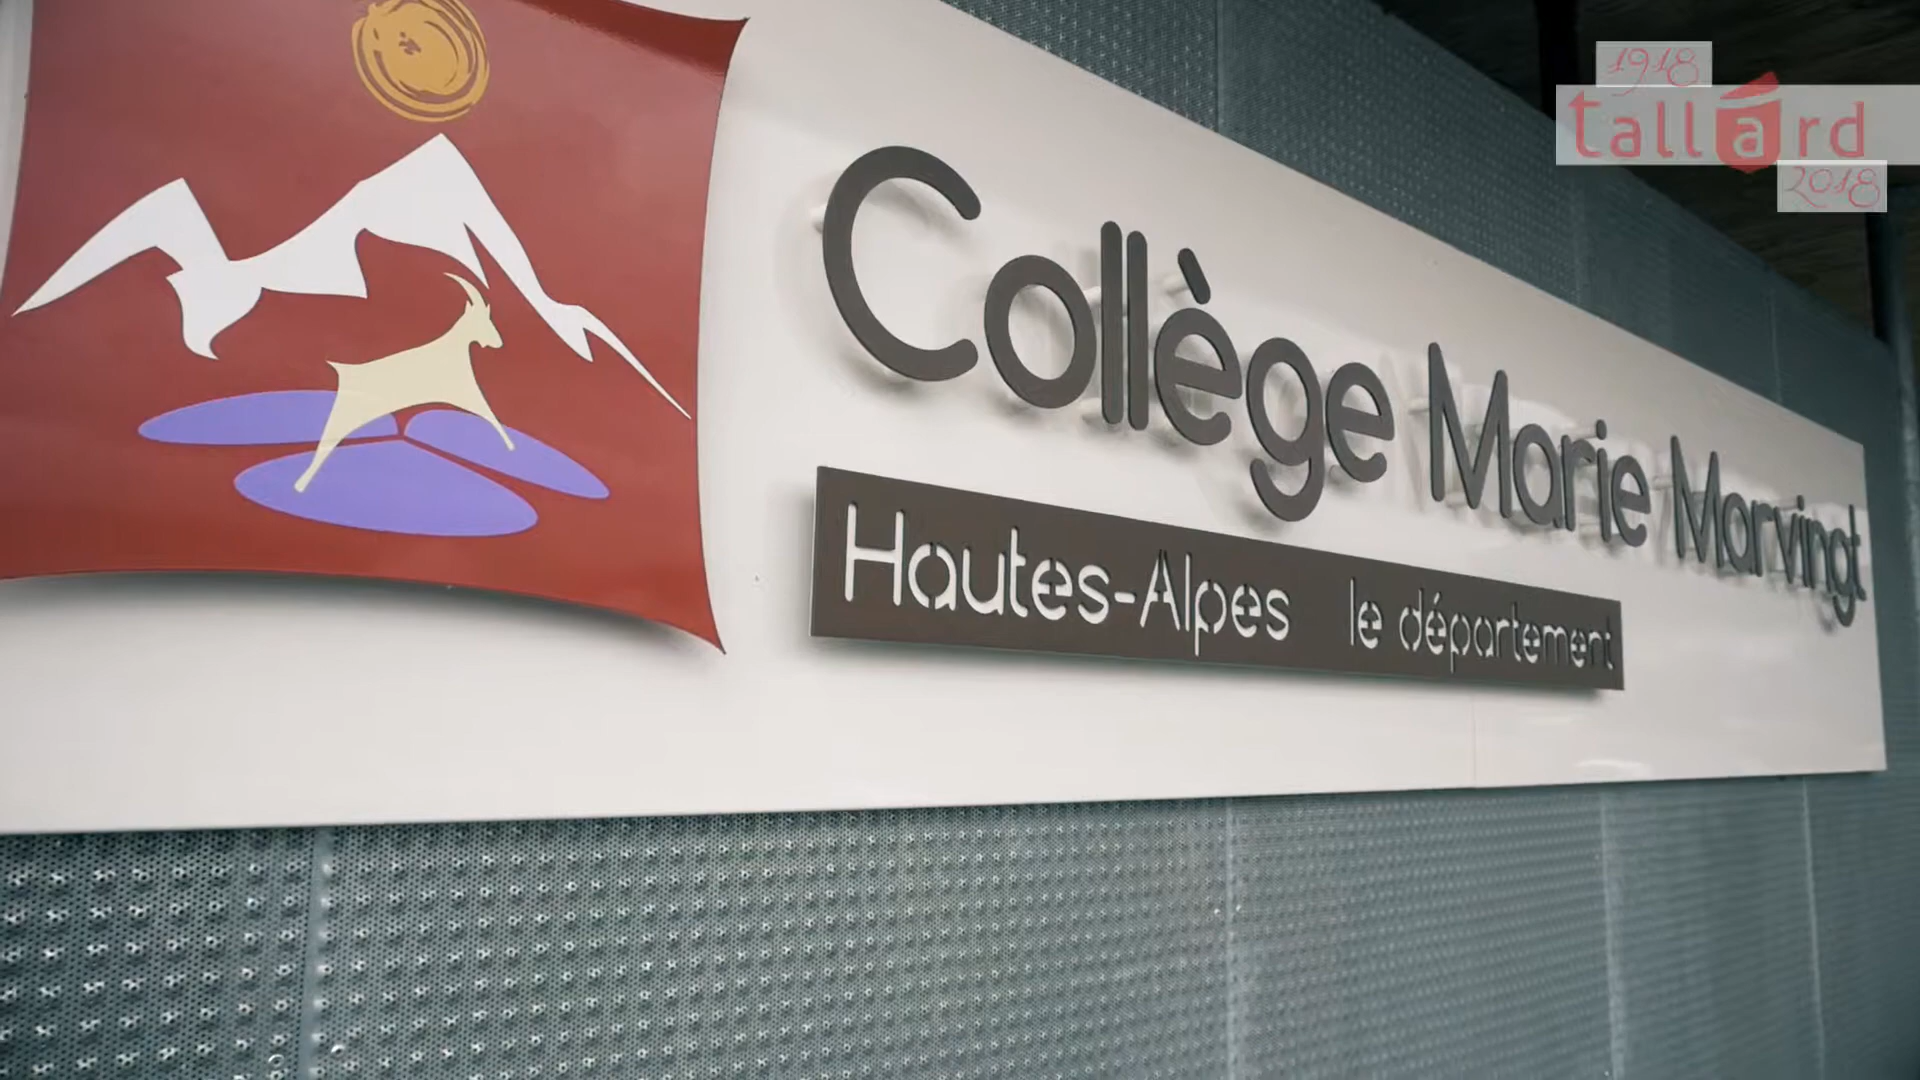 1918
tallard
2018
Collège Marie Marvingt
Hautes-Alpes le département